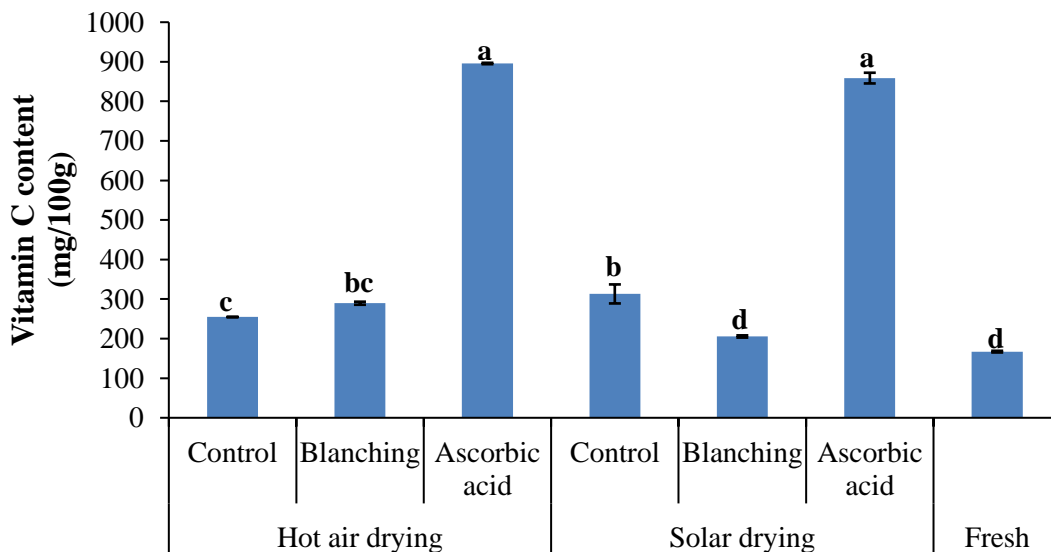 Vitamin C content
(mg/100g)
1000
900
800
700
600
500
400
300
200
100
0
c
bc
a
b
d
a
d
Control
Blanching
Ascorbic
acid
Control
Blanching
Ascorbic
acid
Hot air drying
Solar drying
Fresh